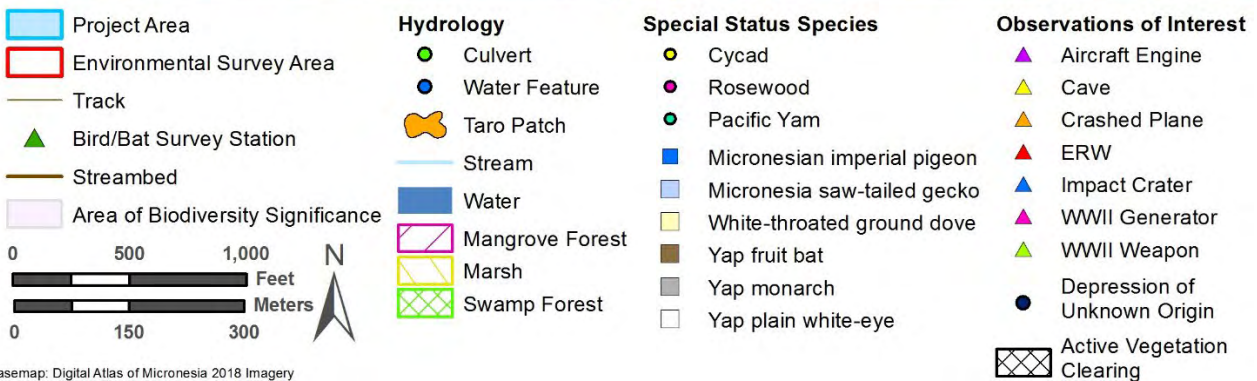 Project Area
Environmental Survey Area
Track
Bird/Bat Survey Station
Streambed
Area of Biodiversity Significance
0 500 1,000
Feet
Meters
0 150 300
N
asemap: Digital Atlas of Micronesia 2018 Imagery
Hydrology
Culvert
Water Feature
Taro Patch
Stream
Water
Mangrove Forest
Marsh
Swamp Forest
Special Status Species
Cycad
Rosewood
Pacific Yam
Micronesian imperial pigeon
Micronesia saw-tailed gecko
White-throated ground dove
Yap fruit bat
Yap monarch
Yap plain white-eye
Observations of Interest
Aircraft Engine
Cave
Crashed Plane
ERW
Impact Crater
WWII Generator
WWII Weapon
Depression of
Unknown Origin
Active Vegetation
Clearing